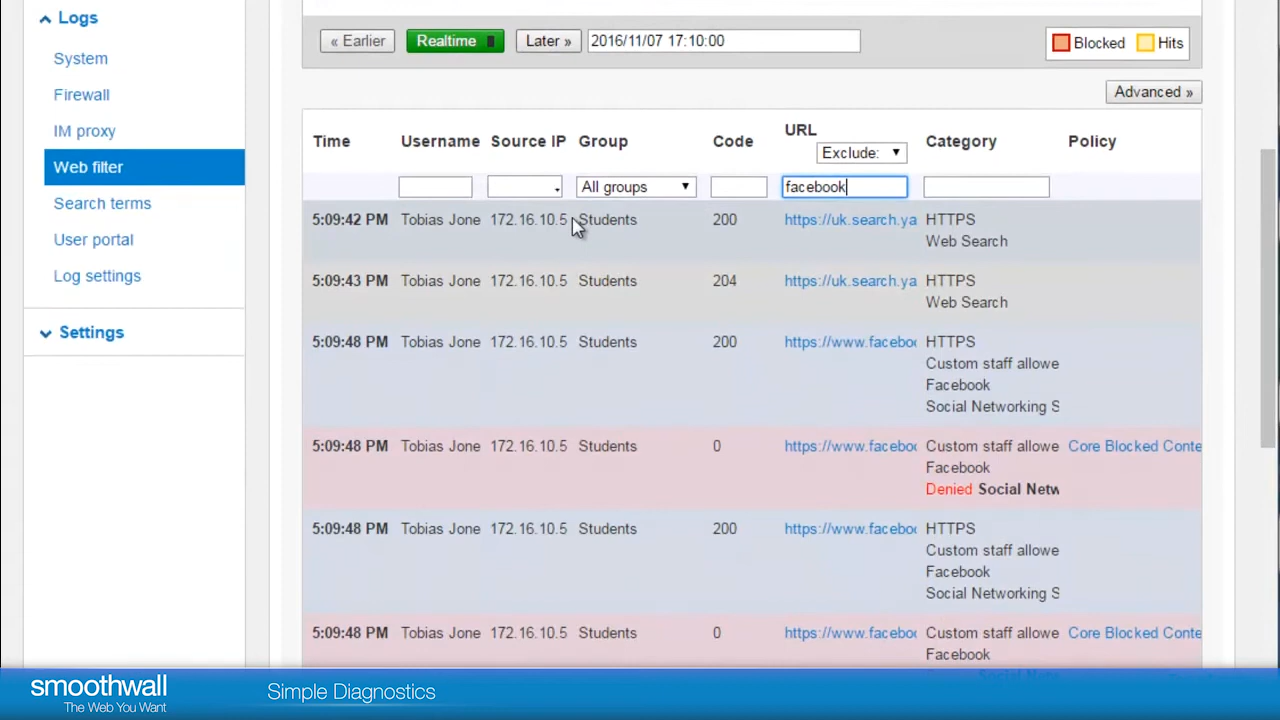 Logs
System
Firewall
IM proxy
Web filter
Search terms
User portal
Log settings
Settings
« Earlier Realtime Later » 2016/11/07 17:10:00 Blocked Hits
Advanced »
Time Username Source IP Group Code URL Category Policy
Exclude:
All groups facebook
5:09:42 PM Tobias Jone 172.16.10.5 Students 200 https://uk.search.ya HTTPS
Web Search
5:09:43 PM Tobias Jone 172.16.10.5 Students 204 https://uk.search.ya HTTPS
Web Search
5:09:48 PM Tobias Jone 172.16.10.5 Students 200 https://www.faceboo HTTPS
Custom staff allowe
Facebook
Social Networking S
5:09:48 PM Tobias Jone 172.16.10.5 Students 0 https://www.faceboo Custom staff allowe Core Blocked Conte
Facebook
Denied Social Netw
5:09:48 PM Tobias Jone 172.16.10.5 Students 200 https://www.faceboo HTTPS
Custom staff allowe
Facebook
Social Networking S
5:09:48 PM Tobias Jone 172.16.10.5 Students 0 https://www.faceboo Custom staff allowe Core Blocked Conte
Facebook
smoothwall
The Web You Want
Simple Diagnostics